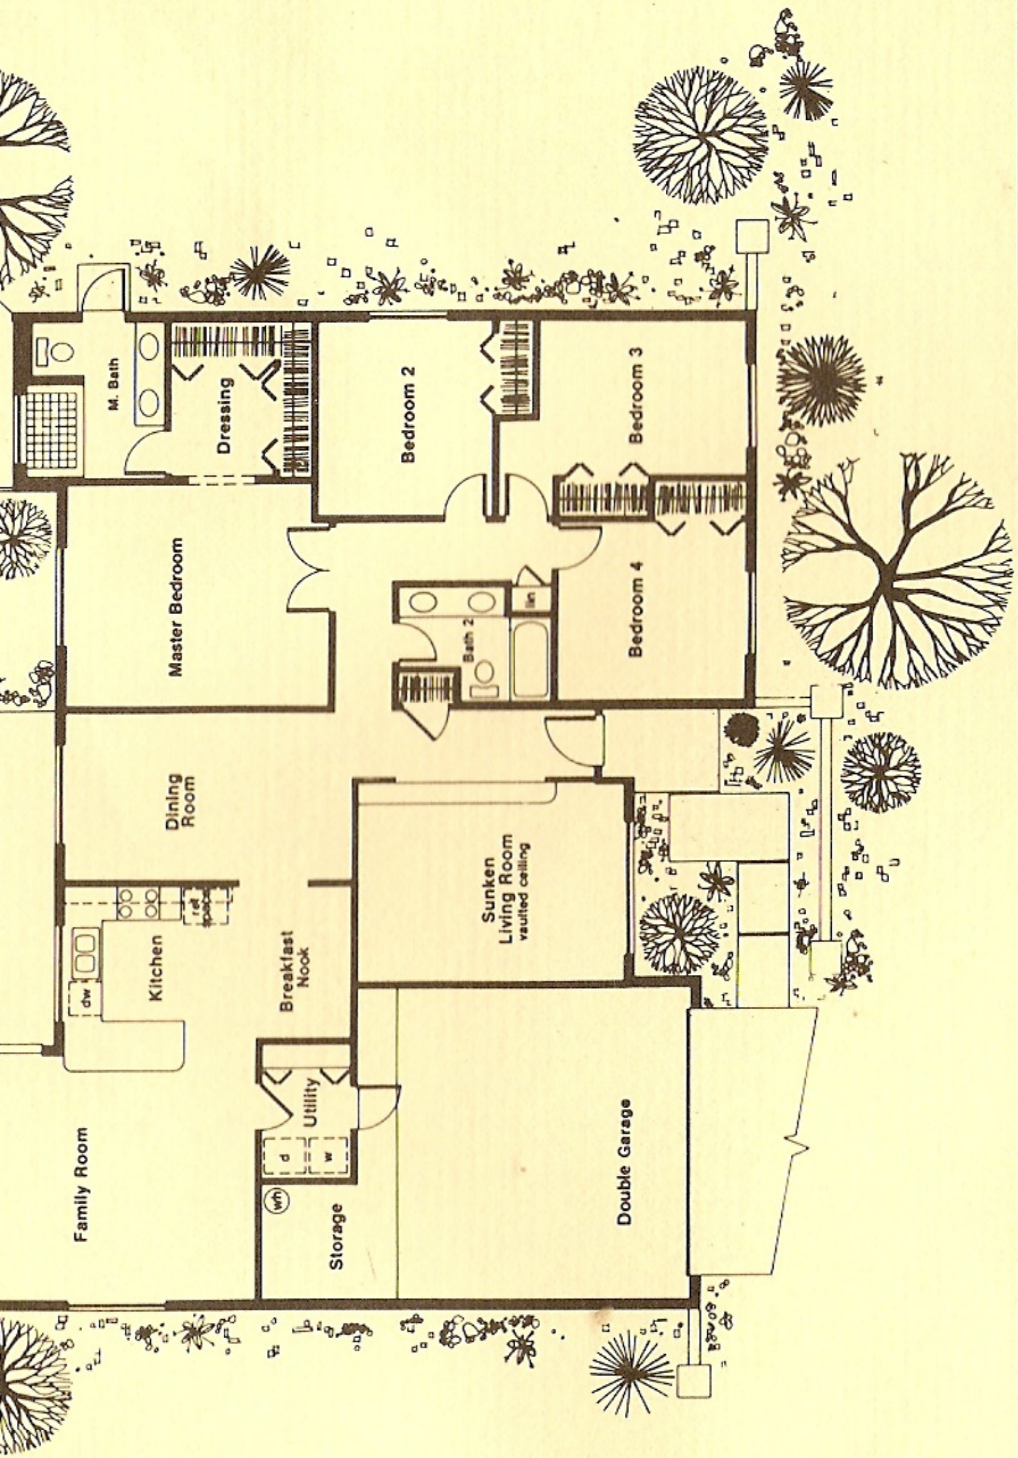 M. Bath
Dressing
Bedroom 2
Bedroom 3
Master Bedroom
Bath 2
lin
Bedroom 4
Dining
Room
Sunken
Living Room
vaulted ceiling
ref
space
Kitchen
dw
Breakfast
Nook
Family Room
Utility
d
w
wh
Storage
Double Garage